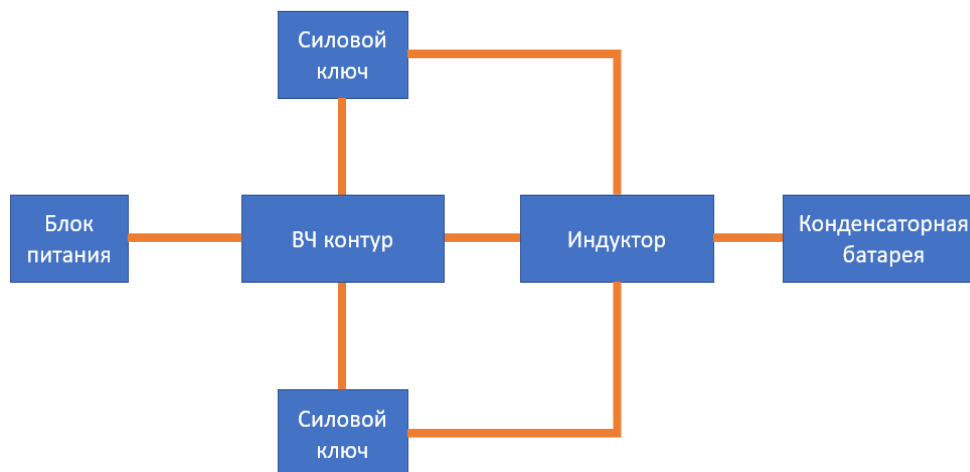 Силовой
ключ
Блок
питания
ВЧ контур
Индуктор
Конденсаторная
батарея
Силовой
ключ